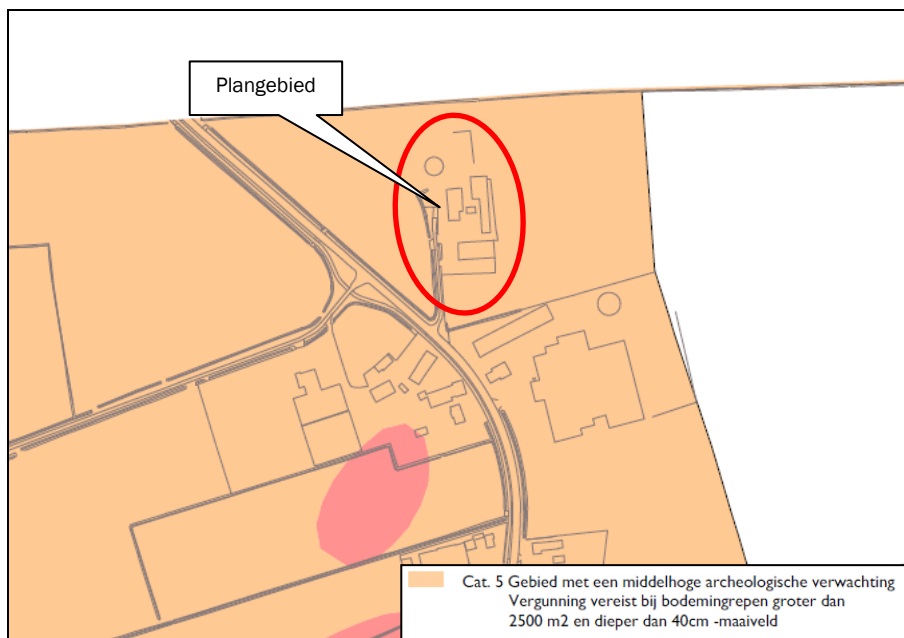 Plangebied
Cat. 5 Gebied met een middelhoge archeologische verwachting
Vergunning vereist bij bodemingrepen groter dan
2500 m2 en dieper dan 40cm -maaiveld